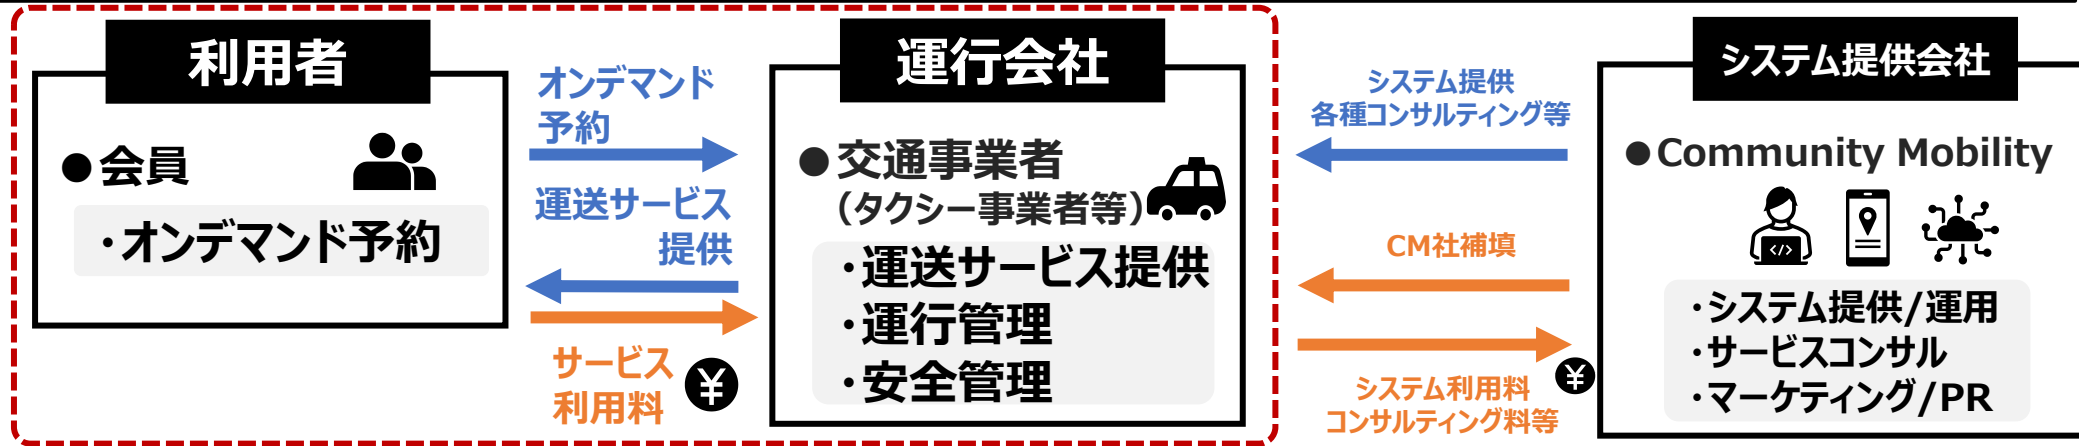 利用者
●会員
・オンデマンド予約
オンデマンド
予約
運送サービス
提供
サービス
利用料
¥
運行会社
●交通事業者
（タクシー事業者等）
・運送サービス提供
・運行管理
・安全管理
システム提供
各種コンサルティング等
CM社補填
システム利用料
コンサルティング料等
¥
システム提供会社
●Community Mobility
</>
・システム提供/運用
・サービスコンサル
・マーケティング/PR